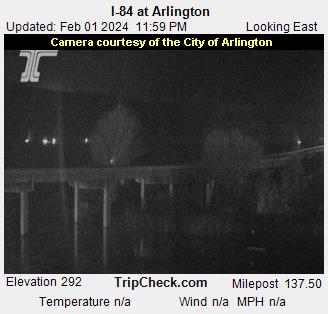 I-84 at Arlington
Updated: Feb 01 2024 11:59 PM Looking East
Camera courtesy of the City of Arlington
Elevation 292 TripCheck.com Milepost 137.50
Temperature n/a Wind n/a MPH n/a